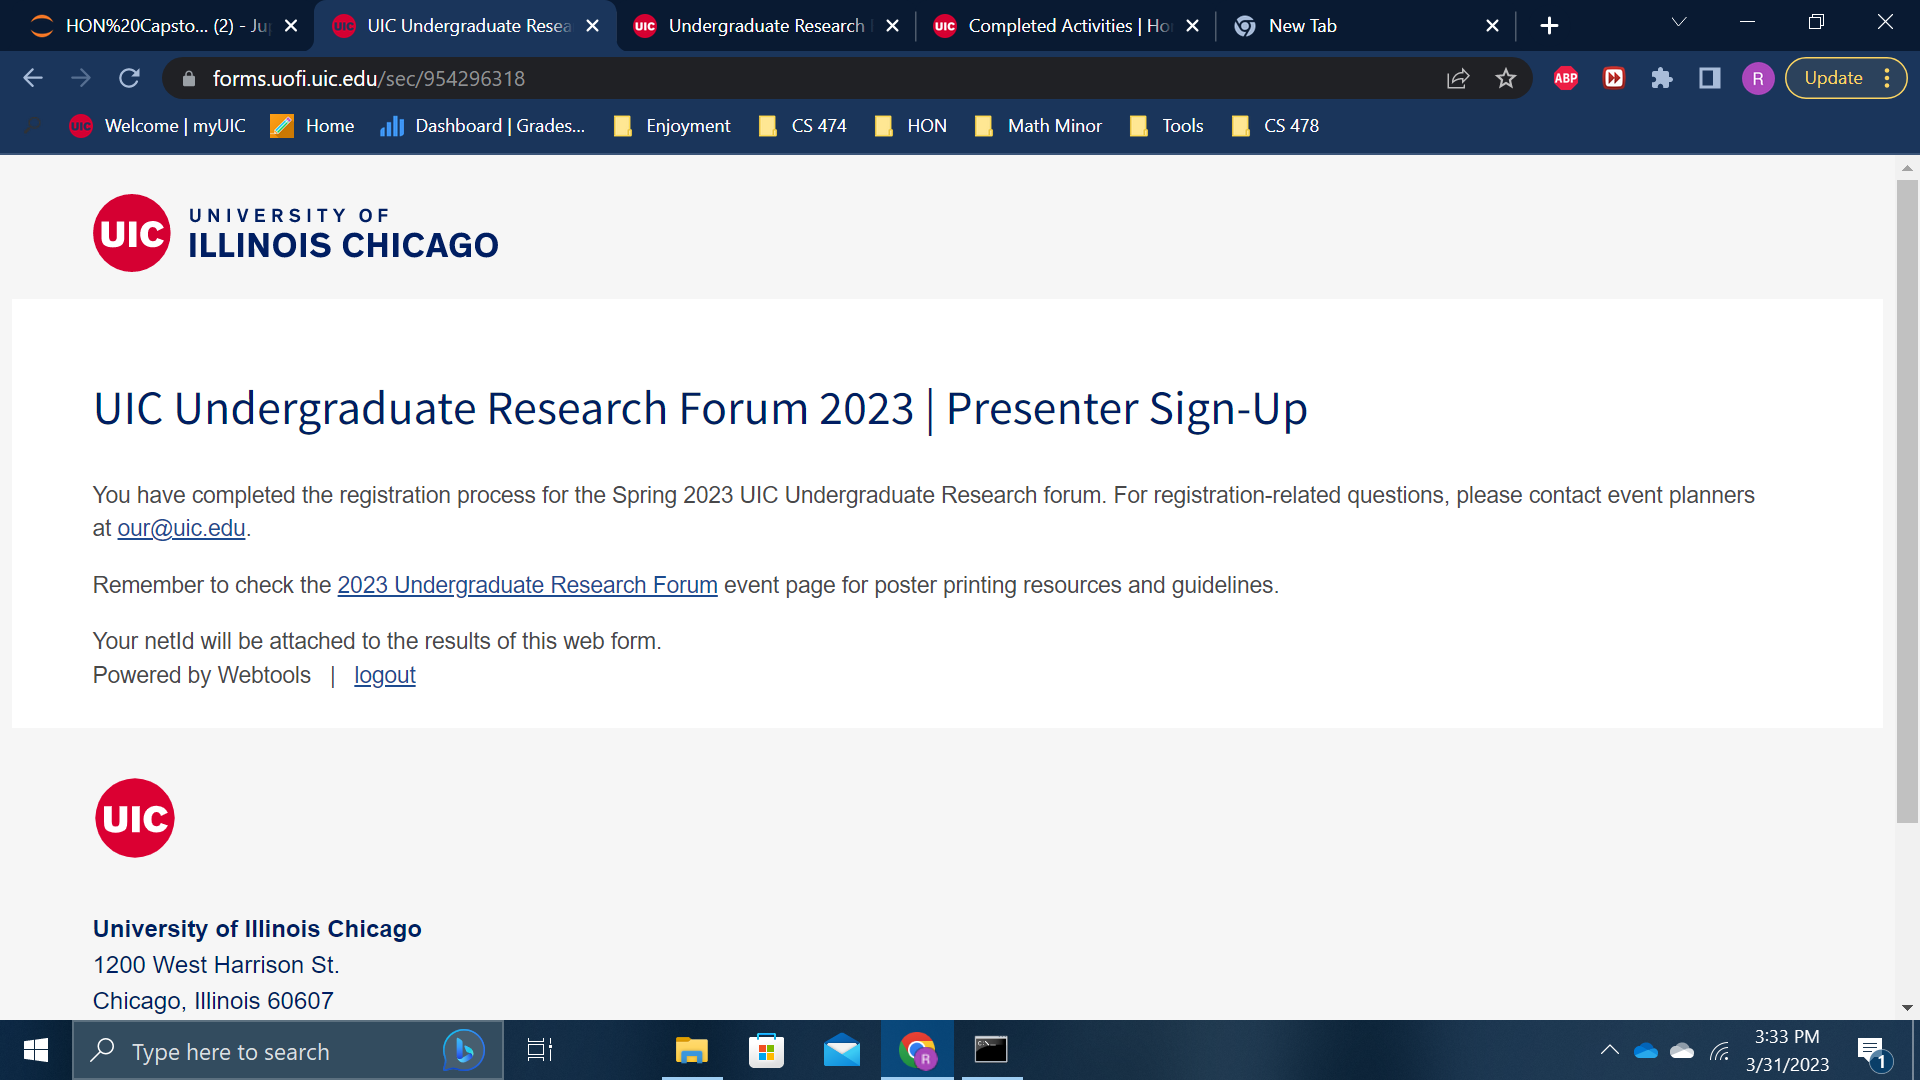 HON%20Capsto... (2) - Ju
UIC Undergraduate Resea
Undergraduate Research
Completed Activities | Ho
New Tab
forms.uofi.uic.edu/sec/954296318
ABP
R
Update
UIC Welcome | myUIC
Home
Dashboard | Grades...
Enjoyment
CS 474
HON
Math Minor
Tools
CS 478
UIC
UNIVERSITY OF
ILLINOIS CHICAGO
UIC Undergraduate Research Forum 2023 | Presenter Sign-Up
You have completed the registration process for the Spring 2023 UIC Undergraduate Research forum. For registration-related questions, please contact event planners
at our@uic.edu.
Remember to check the 2023 Undergraduate Research Forum event page for poster printing resources and guidelines.
Your netId will be attached to the results of this web form.
Powered by Webtools | logout
UIC
University of Illinois Chicago
1200 West Harrison St.
Chicago, Illinois 60607
Type here to search
R
3:33 PM
3/31/2023
1